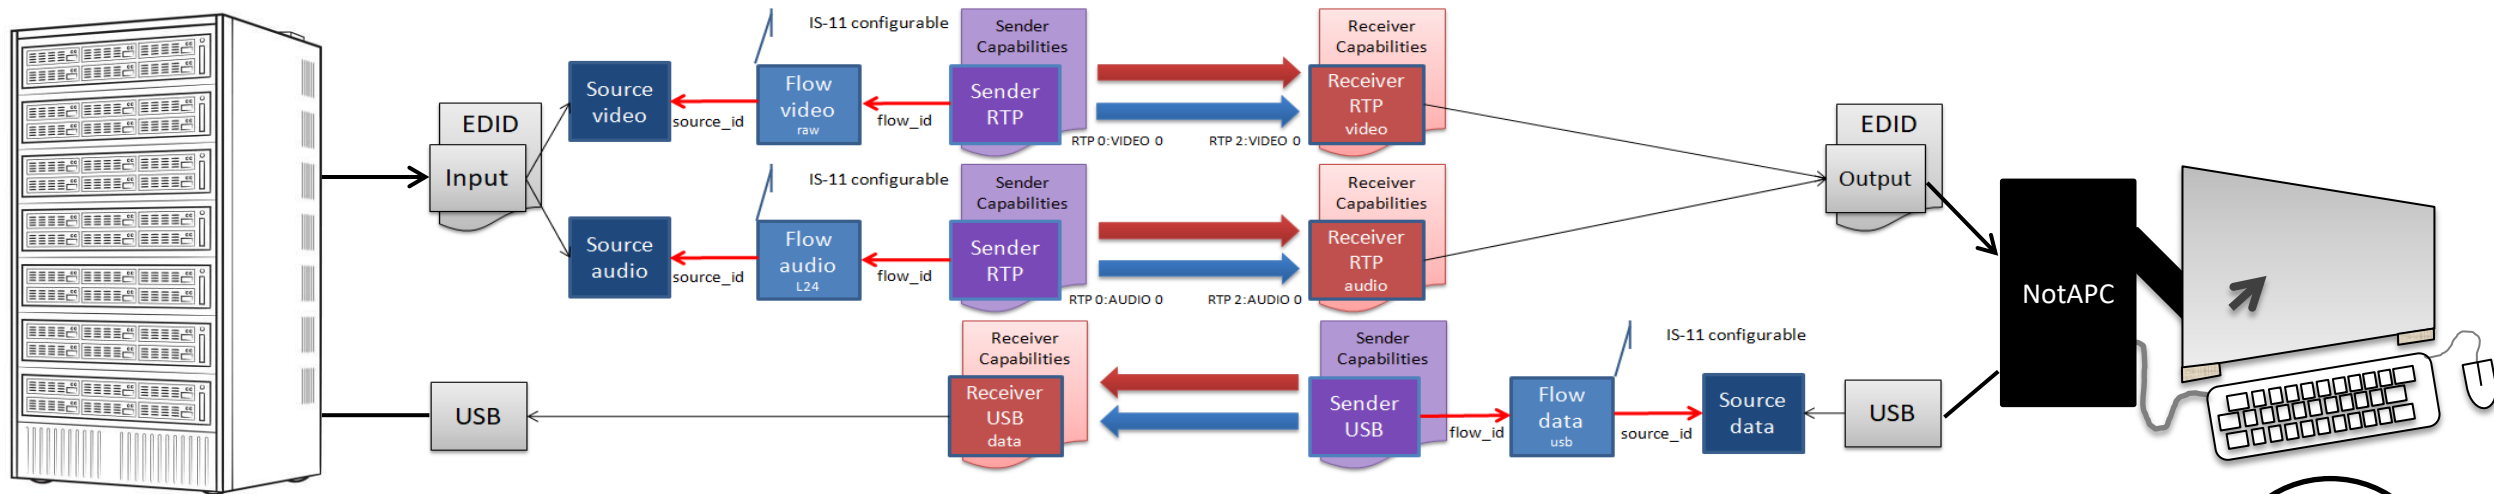 IS-11 configurable
Sender
Capabilities
Receiver
Capabilities
EDID
Input
Source
video
source_id
Flow
video
raw
flow_id
Sender
RTP
RTP 0:VIDEO 0
RTP 2:VIDEO 0
Receiver
RTP
video
EDID
Output
IS-11 configurable
Sender
Capabilities
Receiver
Capabilities
Source
audio
source_id
Flow
audio
L24
flow_id
Sender
RTP
RTP 0:AUDIO 0
RTP 2:AUDIO 0
Receiver
RTP
audio
NotAPC
Receiver
Capabilities
Sender
Capabilities
IS-11 configurable
USB
Receiver
USB
data
Sender
USB
flow_id
Flow
data
usb
source_id
Source
data
USB